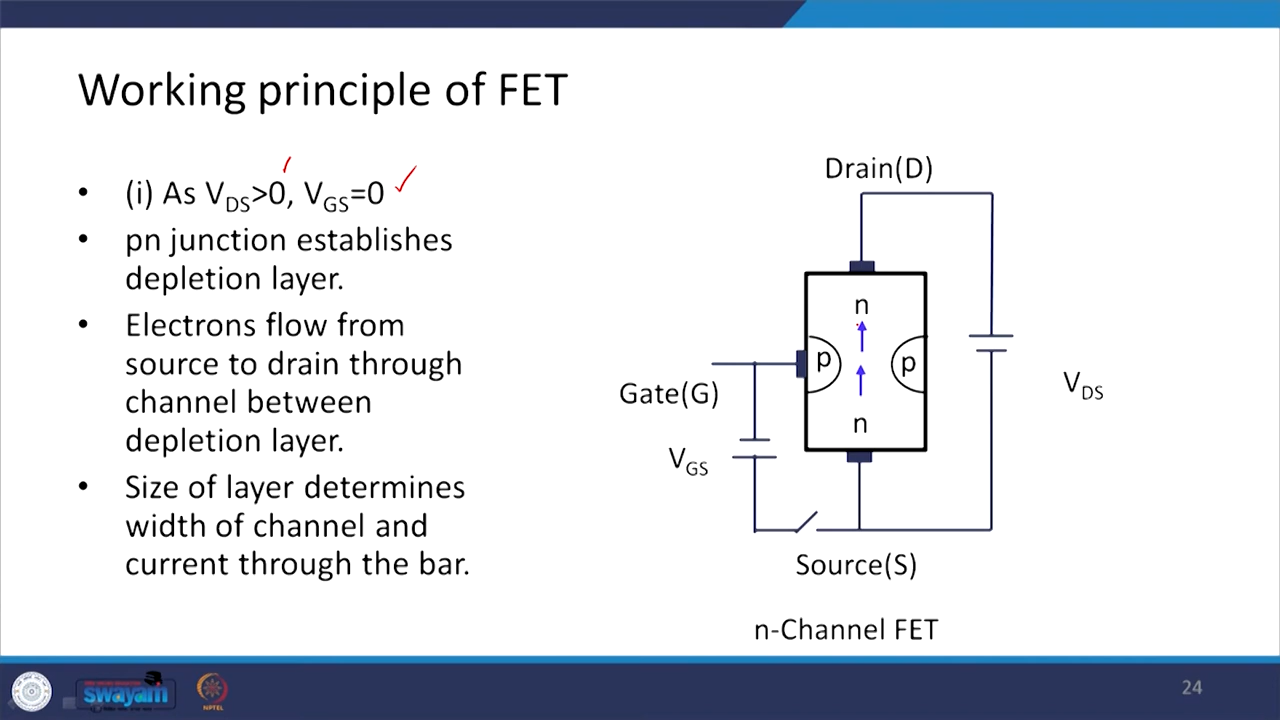 Working principle of FET
• (i) As VDS>0, VGS=0
• pn junction establishes
depletion layer.
• Electrons flow from
source to drain through
channel between
depletion layer.
• Size of layer determines
width of channel and
current through the bar.
Drain(D)
n
p
p
Gate(G)
n
VGS
VDS
Source(S)
n-Channel FET
swayam
NPTEL
24